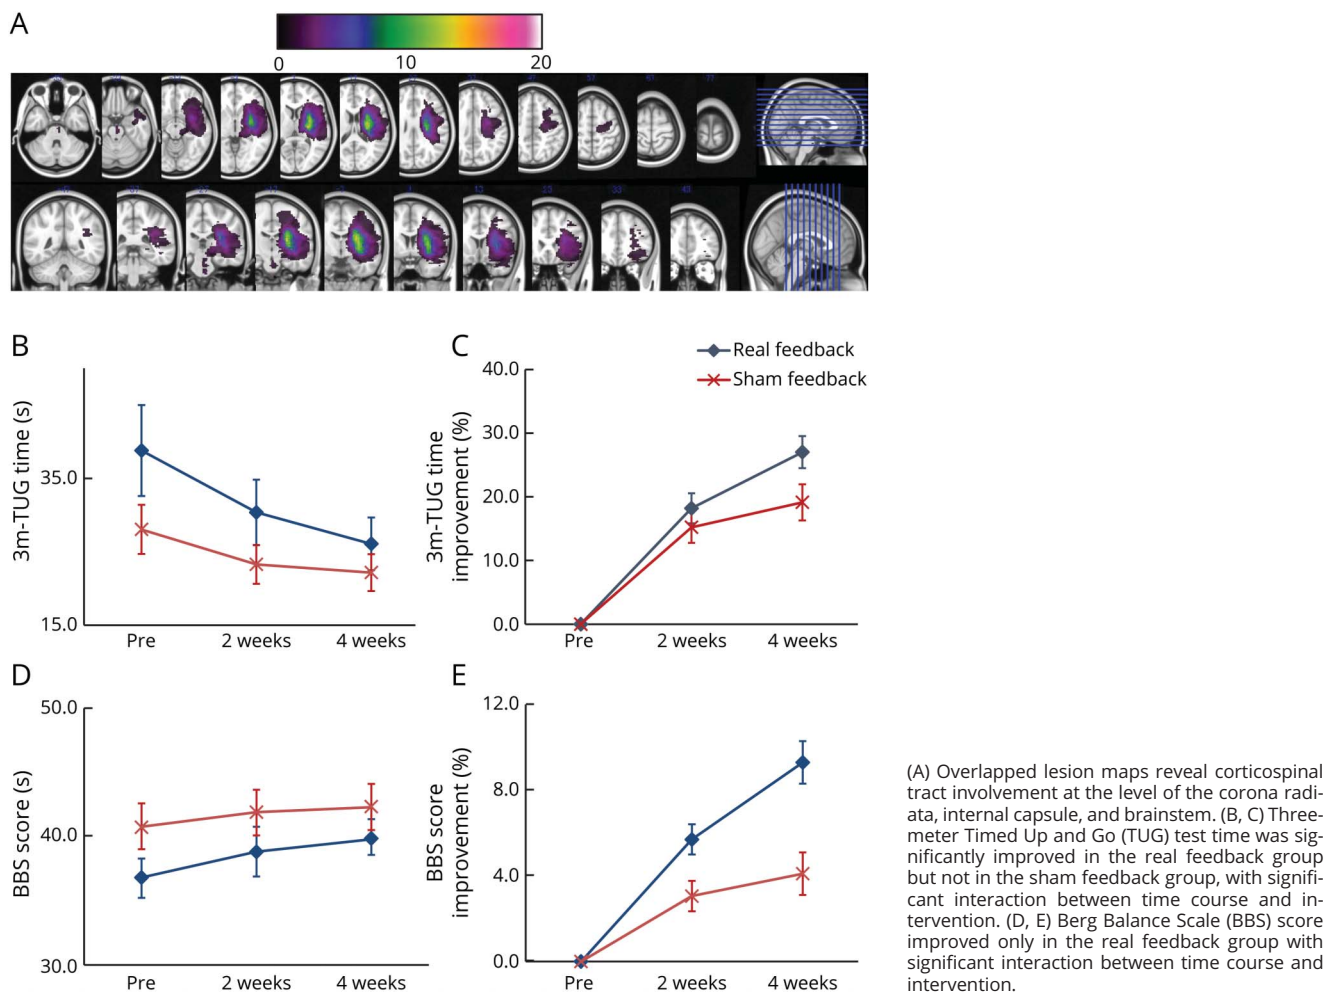 A
0 10 20
B
3m-TUG time (s)
35.0
15.0
Pre 2 weeks 4 weeks
C
Real feedback
Sham feedback
3m-TUG time
improvement (%)
40.0
30.0
20.0
10.0
0.0
Pre 2 weeks 4 weeks
D
BBS score (s)
50.0
40.0
30.0
Pre 2 weeks 4 weeks
E
BBS score
improvement (%)
12.0
8.0
4.0
0.0
Pre 2 weeks 4 weeks
(A) Overlapped lesion maps reveal corticospinal
tract involvement at the level of the corona radi-
ata, internal capsule, and brainstem. (B, C) Three-
meter Timed Up and Go (TUG) test time was sig-
nificantly improved in the real feedback group
but not in the sham feedback group, with signifi-
cant interaction between time course and in-
tervention. (D, E) Berg Balance Scale (BBS) score
improved only in the real feedback group with
significant interaction between time course and
intervention.